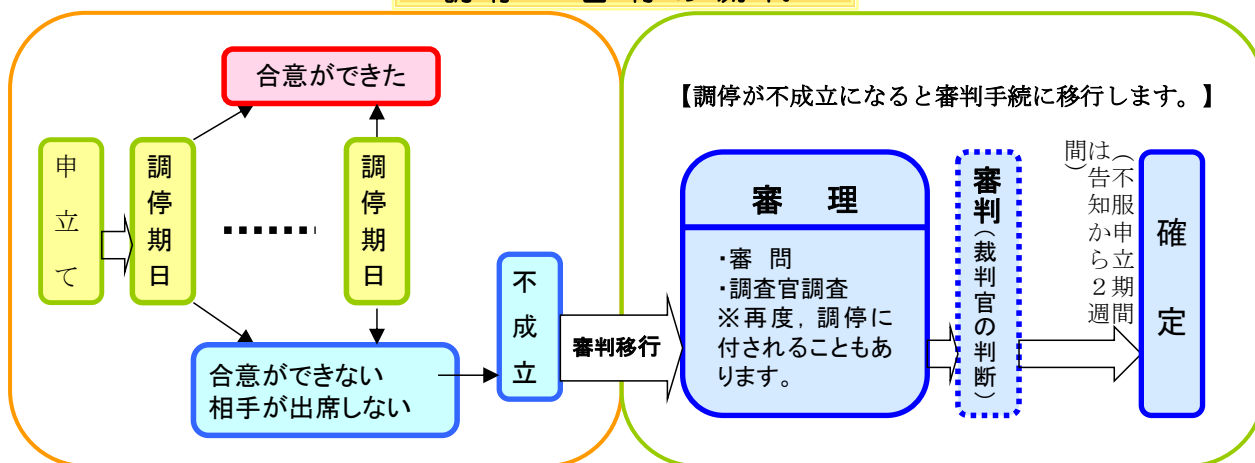 合意ができた
申立て
調停期日
調停期日
合意ができない
相手が出席しない
不成立
審判移行
【調停が不成立になると審判手続に移行します。】
審 理
・審 問
・調査官調査
※再度，調停に
付されることもあ
ります。
審判（裁判官の判断）
（不服申立期間
は告知から２週
間）
確定